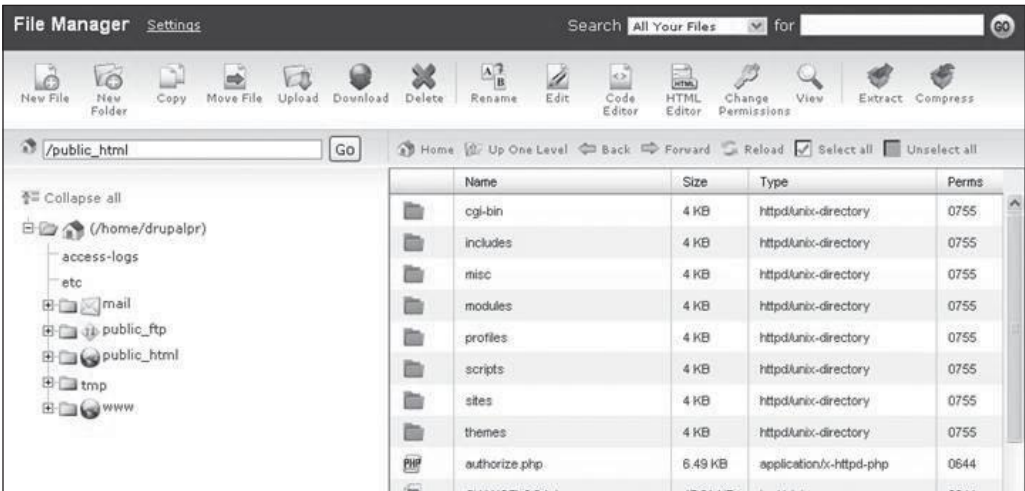 File Manager Settings Search All Your Files for GO
New File New Folder Copy Move File Upload Download Delete Rename Edit Code Editor HTML Editor Change Permissions View Extract Compress
/public_html Go Home Up One Level Back Forward Reload Select all Unselect all
Collapse all
(/home/drupalpr)
access-logs
etc
mail
public_ftp
public_html
tmp
www
Name Size Type Perms
cgi-bin 4 KB httpd/unix-directory 0755
includes 4 KB httpd/unix-directory 0755
misc 4 KB httpd/unix-directory 0755
modules 4 KB httpd/unix-directory 0755
profiles 4 KB httpd/unix-directory 0755
scripts 4 KB httpd/unix-directory 0755
sites 4 KB httpd/unix-directory 0755
themes 4 KB httpd/unix-directory 0755
PHP authorize.php 6.49 KB application/x-httpd-php 0644